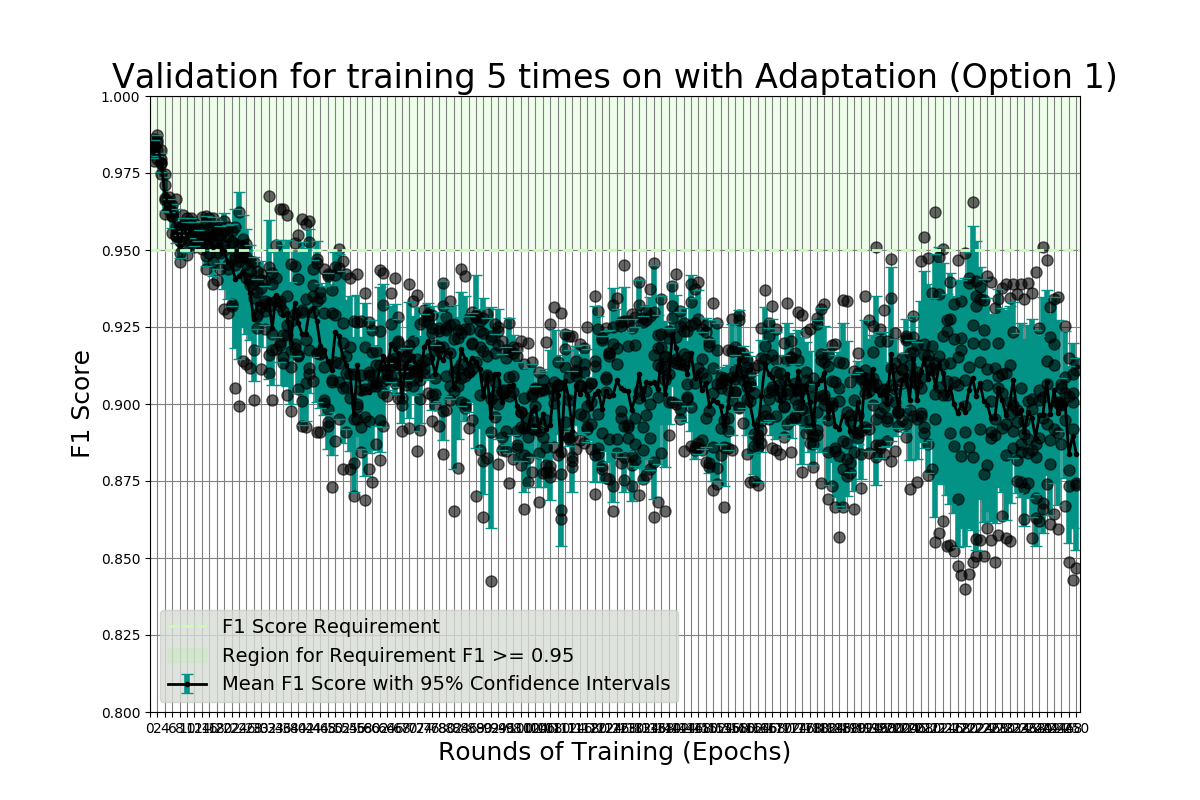 Validation for training 5 times on with Adaptation (Option 1)
1.000
0.975
0.950
0.925
0.900
0.875
0.850
0.825
0.800
F1 Score
F1 Score Requirement
Region for Requirement F1 >= 0.95
Mean F1 Score with 95% Confidence Intervals
Rounds of Training (Epochs)